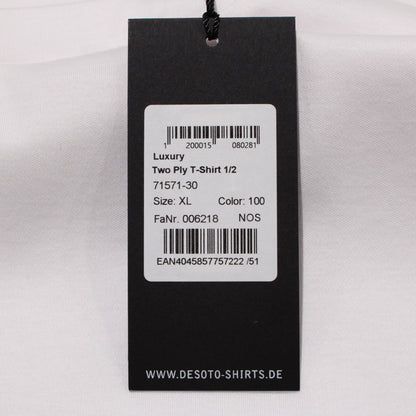 1 200015 080281
Luxury
Two Ply T-Shirt 1/2
71571-30
Size: XL Color: 100
FaNr. 006218 NOS
EAN4045857757222 /51
WWW.DESOTO-SHIRTS.DE